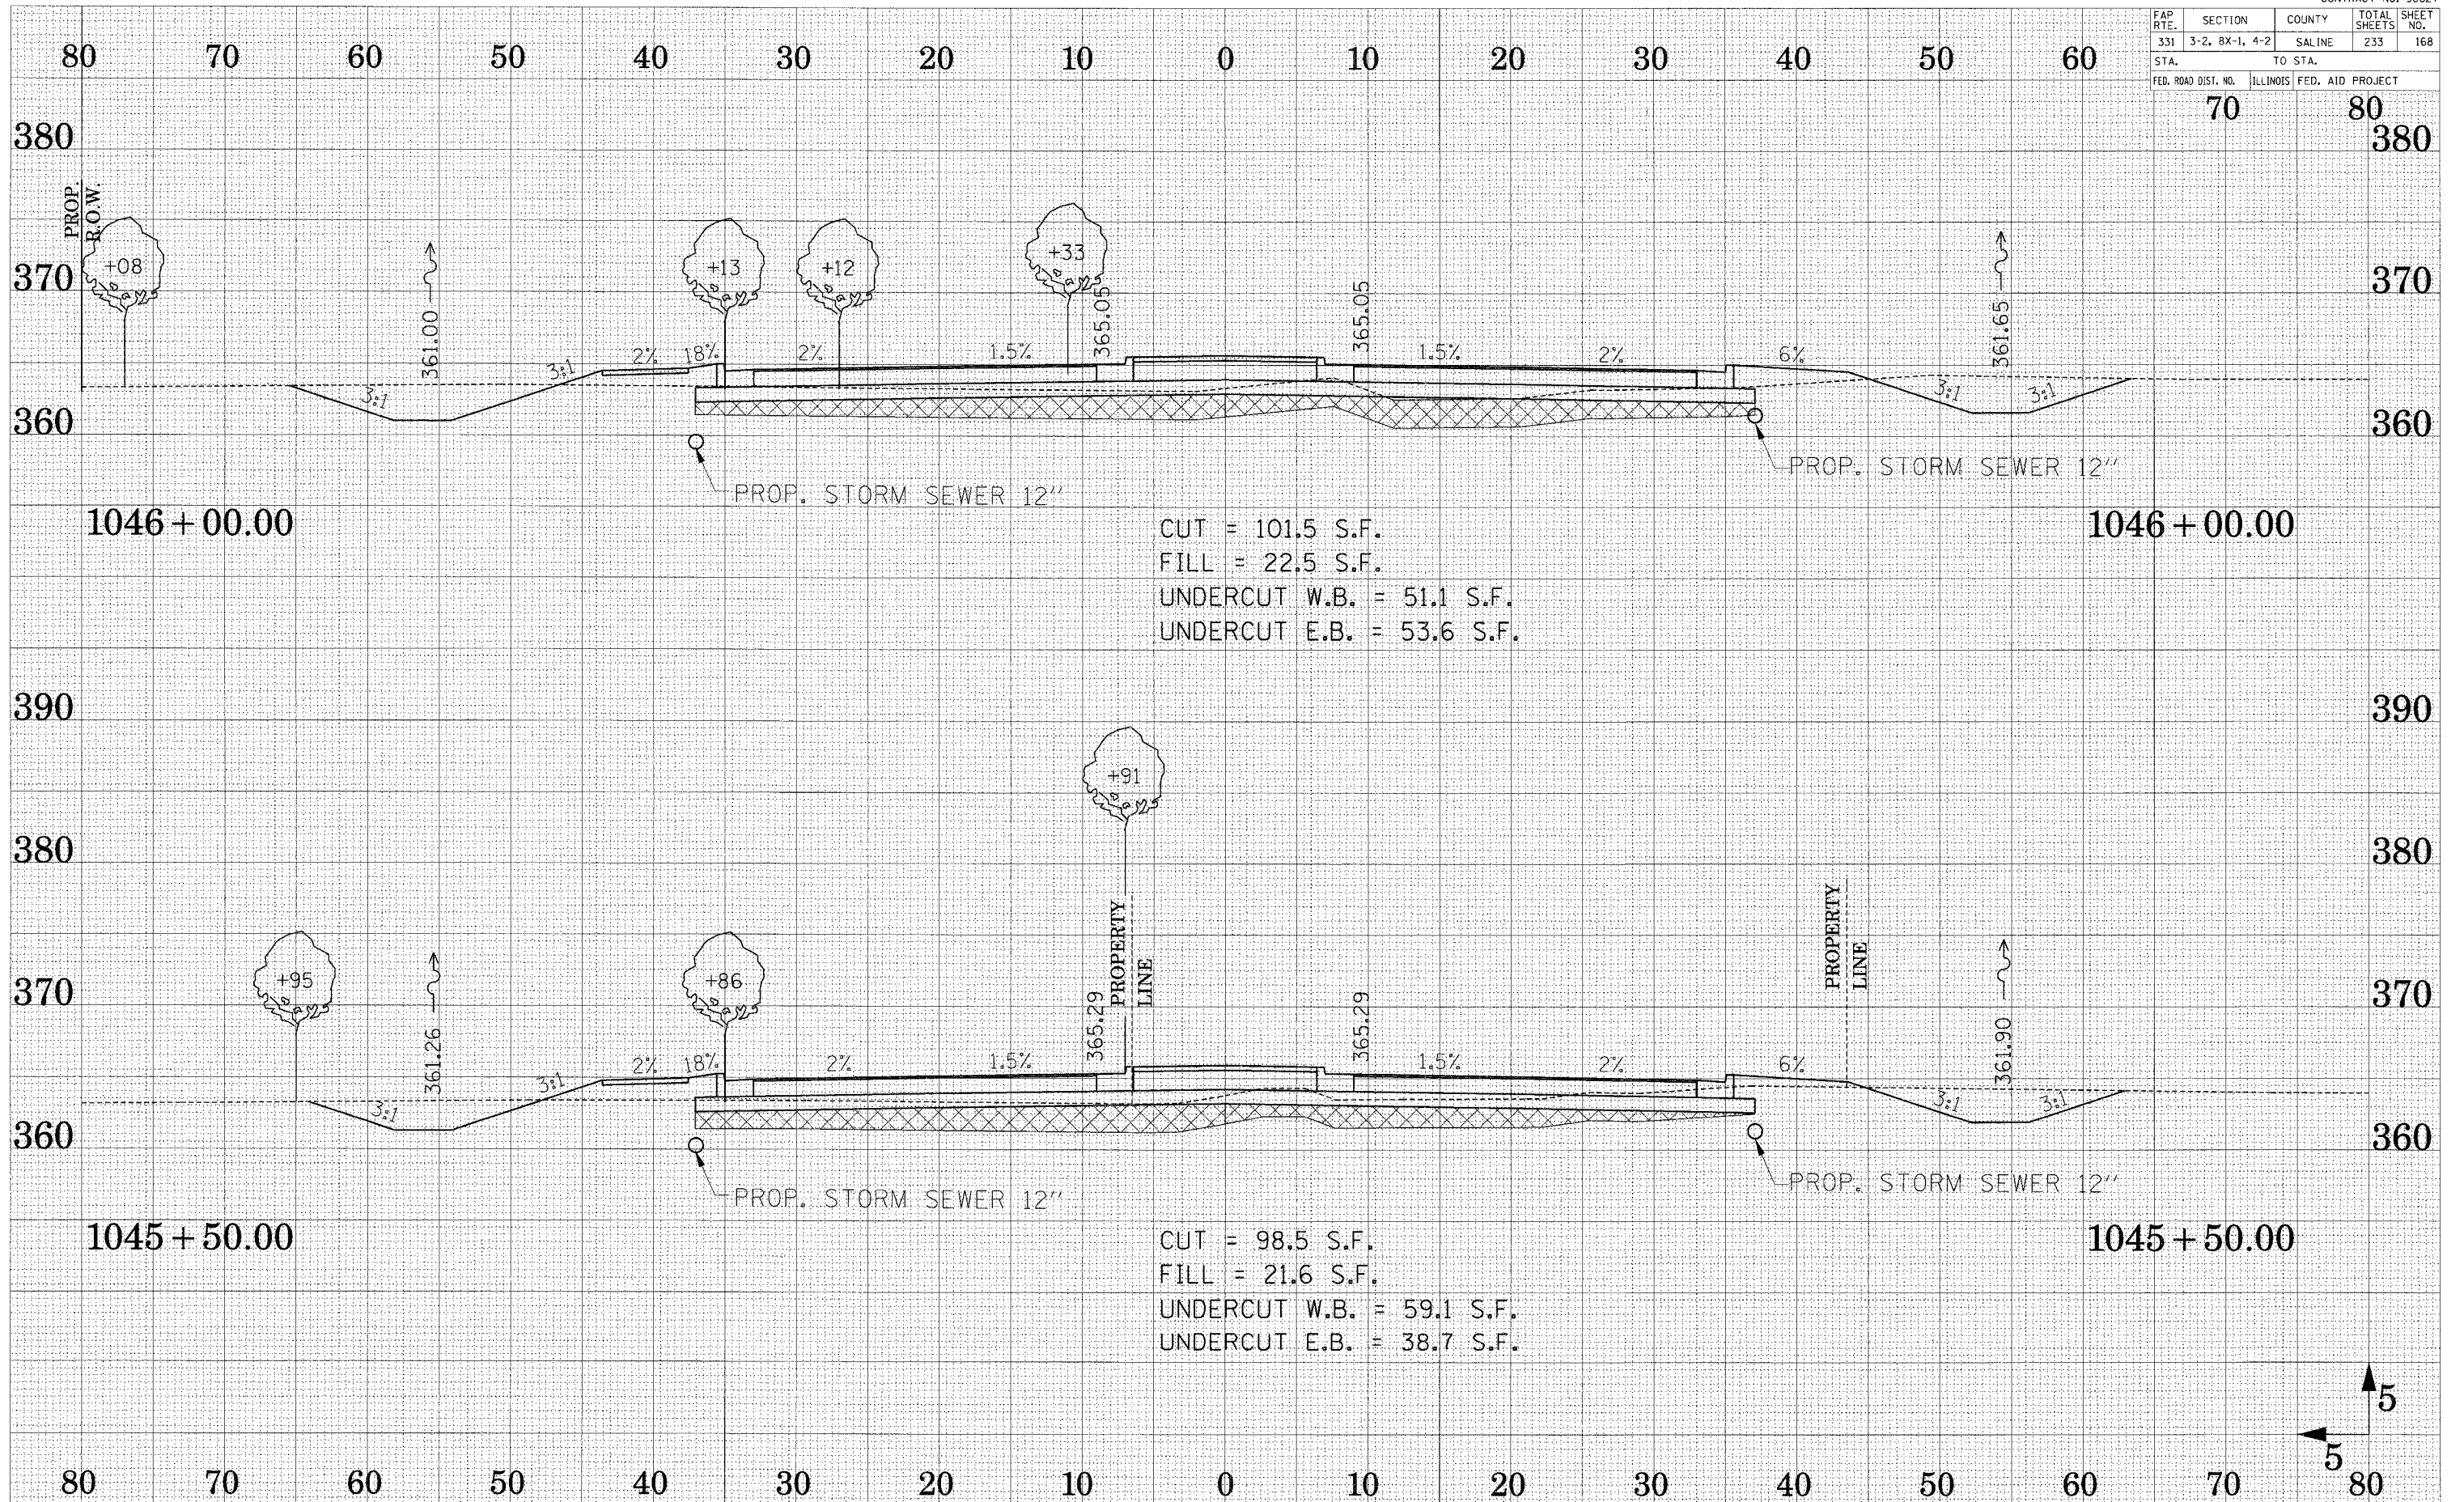 FAP RTE. SECTION COUNTY TOTAL SHEETS SHEET NO.
331 3-2, 8X-1, 4-2 SALINE 233 168
STA. TO STA.
FED. ROAD DIST. NO. ILLINOIS FED. AID PROJECT
80 70 60 50 40 30 20 10 0 10 20 30 40 50 60 70 80
380 380
PROP. R.O.W.
+08 +13 +12 +33
370 370
361.00 365.05 365.05 361.65
3:1 3:1 2% 18% 2% 1.5% 1.5% 2% 6% 3:1 3:1
360 360
PROP. STORM SEWER 12"
PROP. STORM SEWER 12"
1046+00.00 1046+00.00
CUT = 101.5 S.F.
FILL = 22.5 S.F.
UNDERCUT W.B. = 51.1 S.F.
UNDERCUT E.B. = 53.6 S.F.
390 390
+91
380 380
PROPERTY LINE
PROPERTY LINE
+95 +86
370 370
361.26 365.29 365.29 361.90
3:1 3:1 2% 18% 2% 1.5% 1.5% 2% 6% 3:1 3:1
360 360
PROP. STORM SEWER 12"
PROP. STORM SEWER 12"
1045+50.00 1045+50.00
CUT = 98.5 S.F.
FILL = 21.6 S.F.
UNDERCUT W.B. = 59.1 S.F.
UNDERCUT E.B. = 38.7 S.F.
5
5
80 70 60 50 40 30 20 10 0 10 20 30 40 50 60 70 80